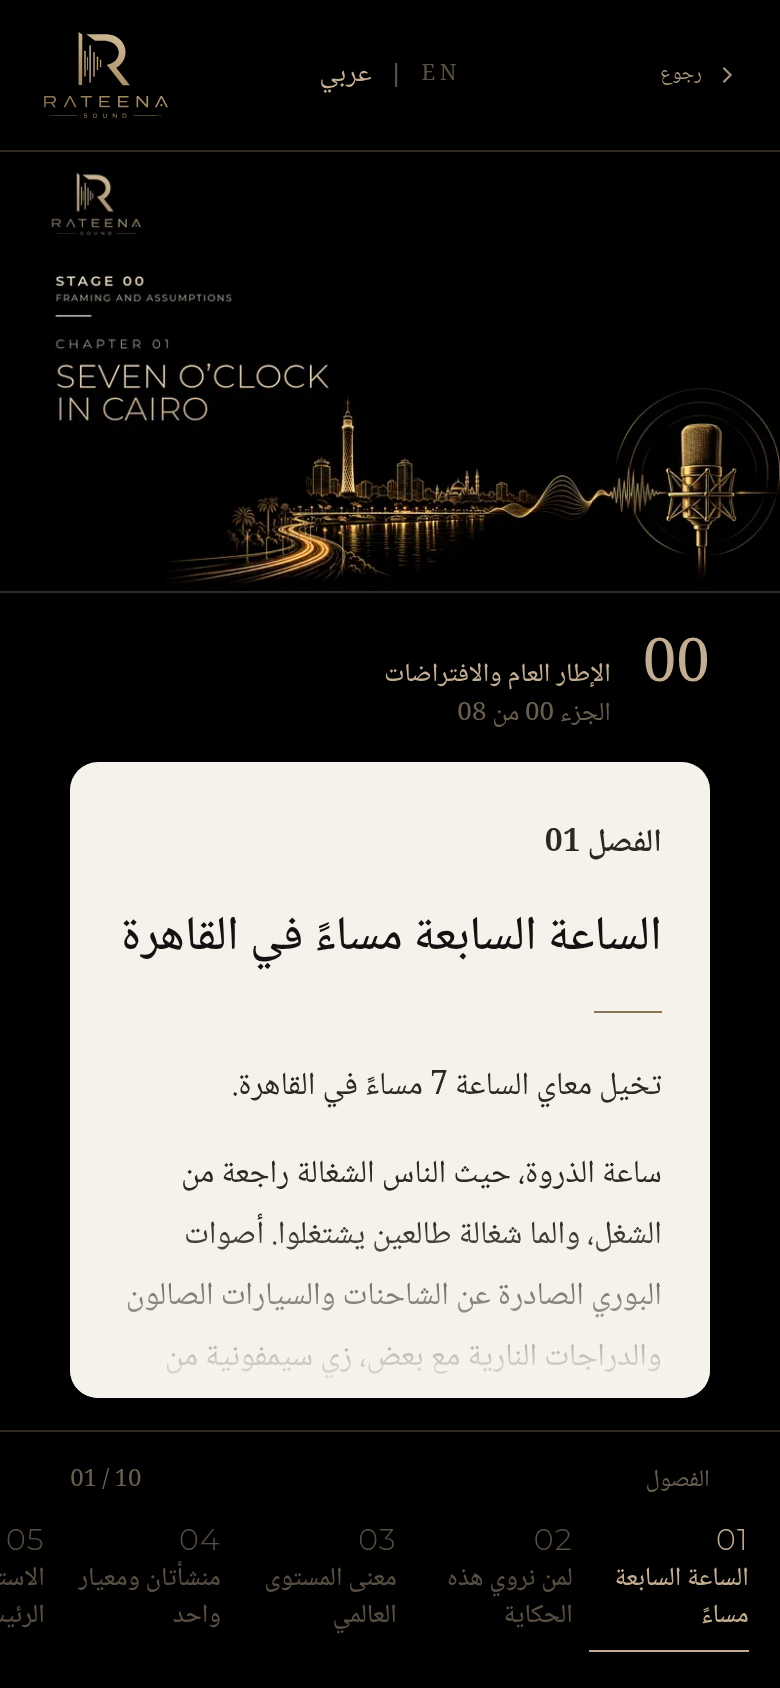 RATEENA
SOUND
عربي | EN
رجوع
RATEENA
SOUND
STAGE 00
FRAMING AND ASSUMPTIONS
CHAPTER 01
SEVEN O’CLOCK
IN CAIRO
00
الإطار العام والافتراضات
الجزء 00 من 08
الفصل 01
الساعة السابعة مساءً في القاهرة
تخيل معاي الساعة 7 مساءً في القاهرة.
ساعة الذروة، حيث الناس الشغالة راجعة من
الشغل، والما شغالة طالعين يشتغلوا. أصوات
البوري الصادرة عن الشاحنات والسيارات الصالون
والدراجات النارية مع بعض، زي سيمفونية من
الفصول
01 / 10
01
الساعة السابعة
مساءً
02
لمن نروي هذه
الحكاية
03
معنى المستوى
العالمي
04
منشأتان ومعيار
واحد
05